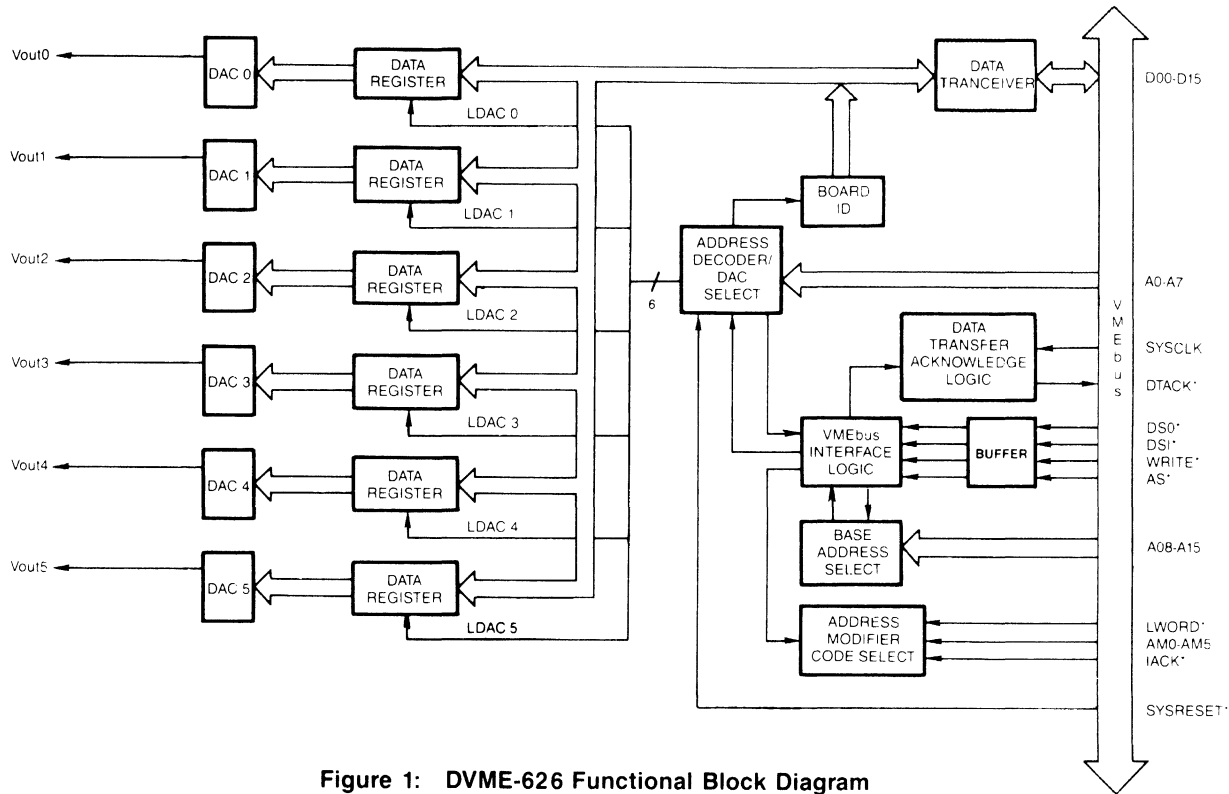 Vout0
DAC 0
DATA
REGISTER
LDAC 0
DATA
TRANCEIVER
D00-D15
Vout1
DAC 1
DATA
REGISTER
LDAC 1
BOARD
ID
Vout2
DAC 2
DATA
REGISTER
LDAC 2
6
ADDRESS
DECODER/
DAC
SELECT
A0-A7
VMEbus
Vout3
DAC 3
DATA
REGISTER
LDAC 3
DATA
TRANSFER
ACKNOWLEDGE
LOGIC
SYSCLK
DTACK*
VMEbus
INTERFACE
LOGIC
BUFFER
DS0*
DSI*
WRITE*
AS*
Vout4
DAC 4
DATA
REGISTER
LDAC 4
BASE
ADDRESS
SELECT
A08-A15
Vout5
DAC 5
DATA
REGISTER
LDAC 5
ADDRESS
MODIFIER
CODE SELECT
LWORD*
AM0-AM5
IACK*
SYSRESET*
Figure 1: DVME-626 Functional Block Diagram